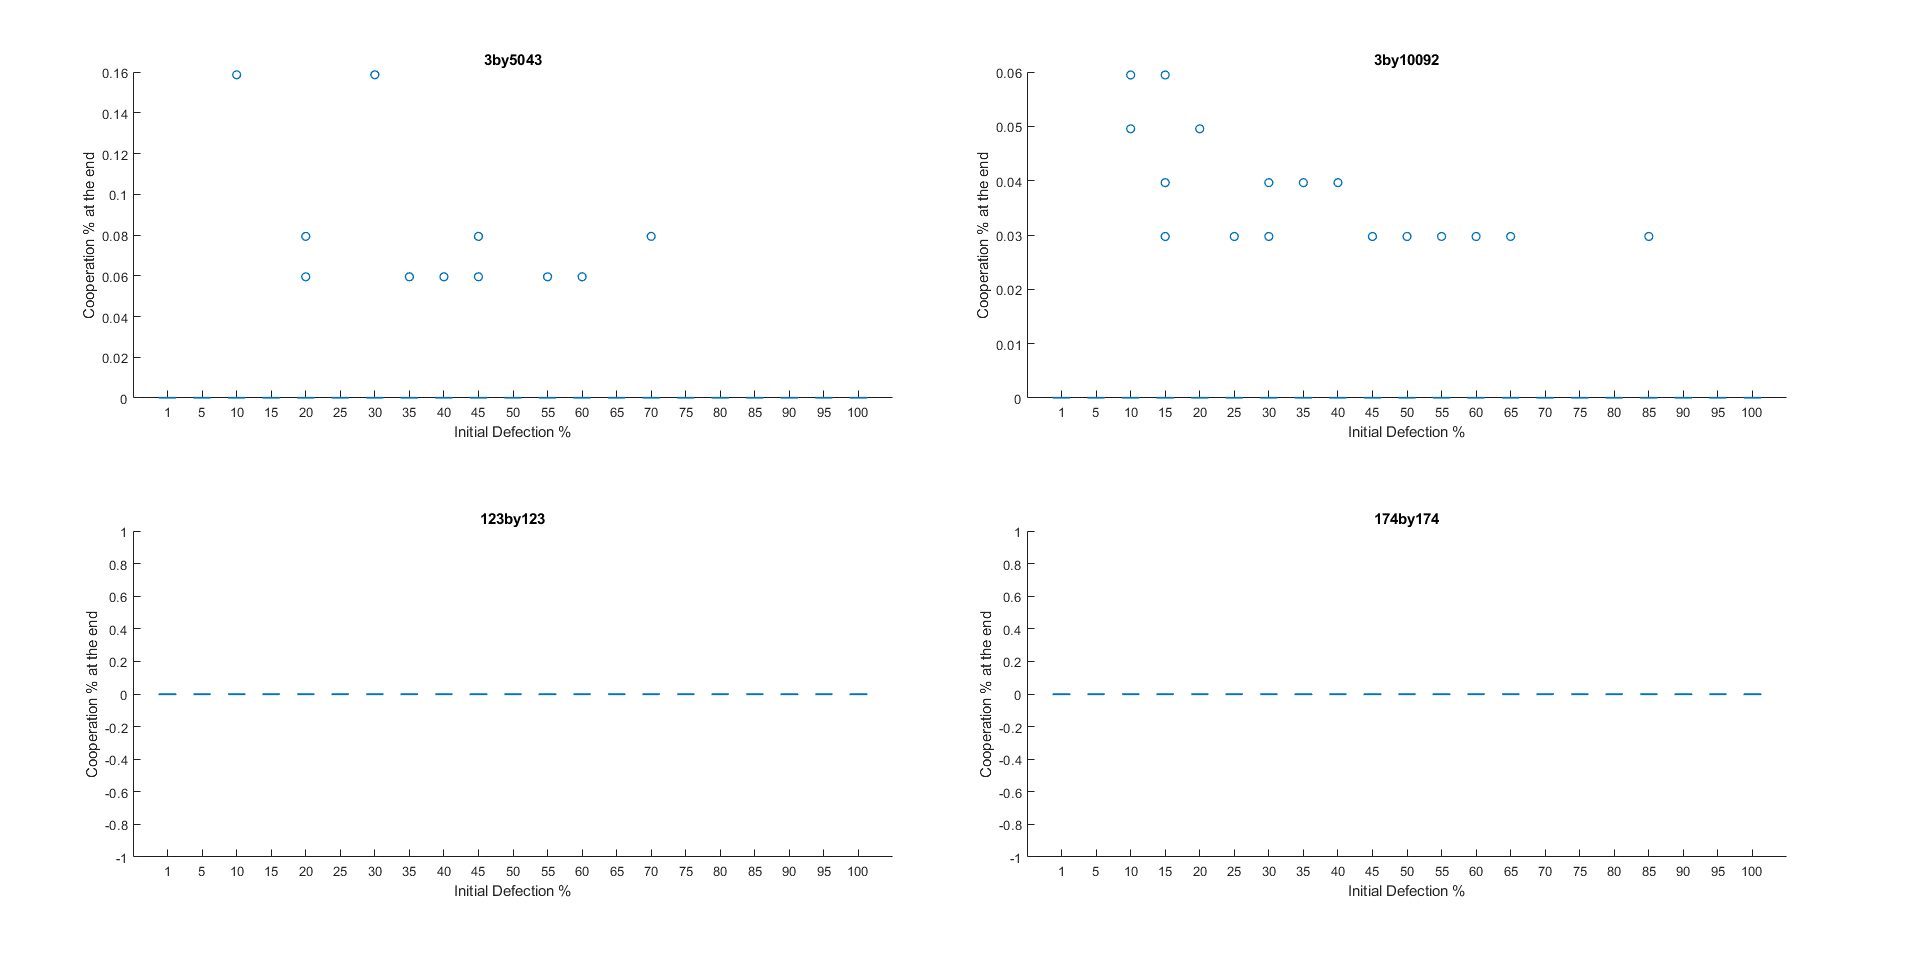 3by5043
0.16
0.14
0.12
0.1
0.08
0.06
0.04
0.02
0
Cooperation % at the end
1 5 10 15 20 25 30 35 40 45 50 55 60 65 70 75 80 85 90 95 100
Initial Defection %
3by10092
0.06
0.05
0.04
0.03
0.02
0.01
0
Cooperation % at the end
1 5 10 15 20 25 30 35 40 45 50 55 60 65 70 75 80 85 90 95 100
Initial Defection %
123by123
1
0.8
0.6
0.4
0.2
0
-0.2
-0.4
-0.6
-0.8
-1
Cooperation % at the end
1 5 10 15 20 25 30 35 40 45 50 55 60 65 70 75 80 85 90 95 100
Initial Defection %
174by174
1
0.8
0.6
0.4
0.2
0
-0.2
-0.4
-0.6
-0.8
-1
Cooperation % at the end
1 5 10 15 20 25 30 35 40 45 50 55 60 65 70 75 80 85 90 95 100
Initial Defection %